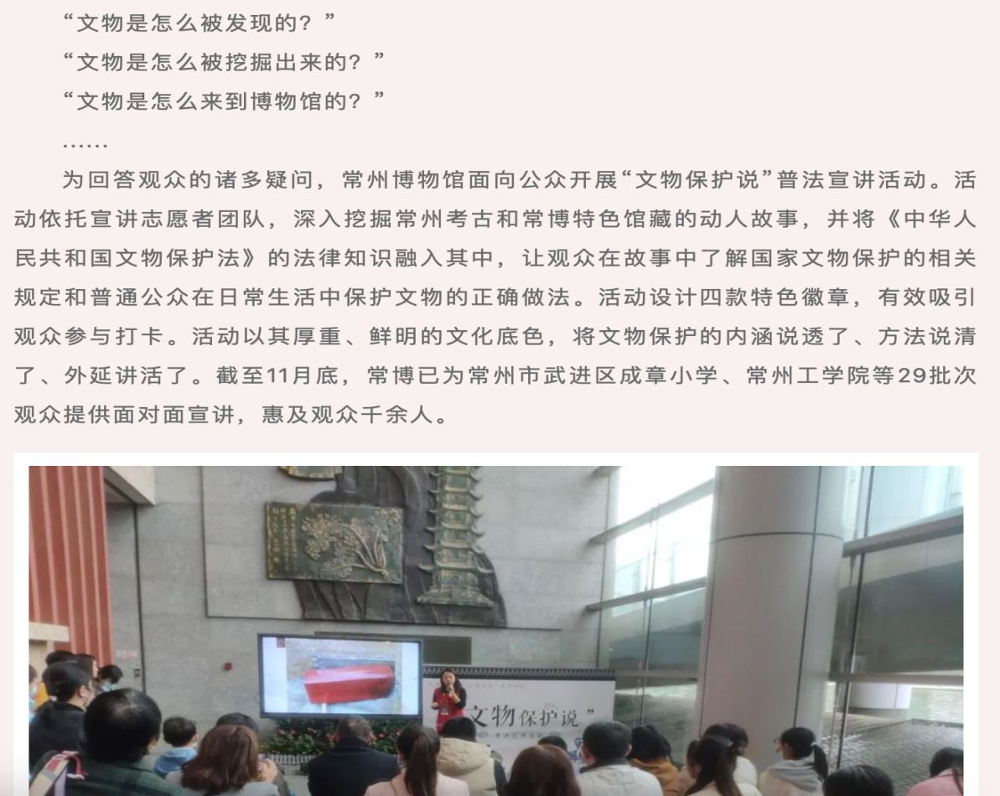 “文物是怎么被发现的？”
“文物是怎么被挖掘出来的？”
“文物是怎么来到博物馆的？”
......
为回答观众的诸多疑问，常州博物馆面向公众开展“文物保护说”普法宣讲活动。活
动依托宣讲志愿者团队，深入挖掘常州考古和常博特色馆藏的动人故事，并将《中华人
民共和国文物保护法》的法律知识融入其中，让观众在故事中了解国家文物保护的相关
规定和普通公众在日常生活中保护文物的正确做法。活动设计四款特色徽章，有效吸引
观众参与打卡。活动以其厚重、鲜明的文化底色，将文物保护的内涵说透了、方法说清
了、外延讲活了。截至11月底，常博已为常州市武进区成章小学、常州工学院等29批次
观众提供面对面宣讲，惠及观众千余人。
文物保护说”